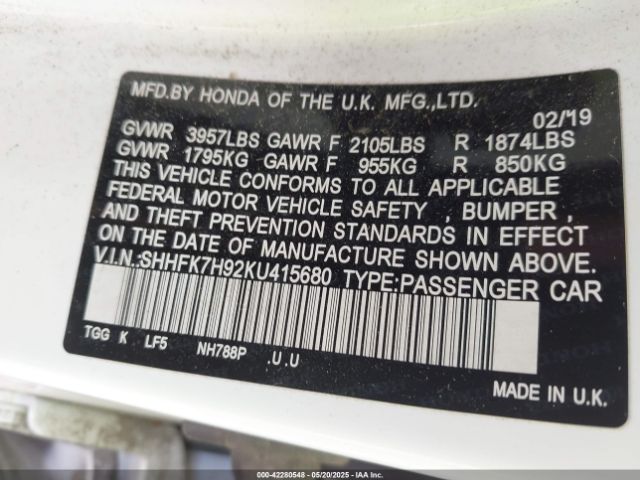 MFD.BY HONDA OF THE U.K. MFG.,LTD.
02/'19
GVWR 3957LBS GAWR F 2105LBS R 1874LBS
GVWR 1795KG GAWR F 955KG R 850KG
THIS VEHICLE CONFORMS TO ALL APPLICABLE
FEDERAL MOTOR VEHICLE SAFETY , BUMPER ,
AND THEFT PREVENTION STANDARDS IN EFFECT
ON THE DATE OF MANUFACTURE SHOWN ABOVE.
V.I.N.:SHHFK7H92KU415680 TYPE:PASSENGER CAR
TGG K LF5 NH788P .U.U
MADE IN U.K.
000-42280548 — 05/20/2025 — IAA Inc.